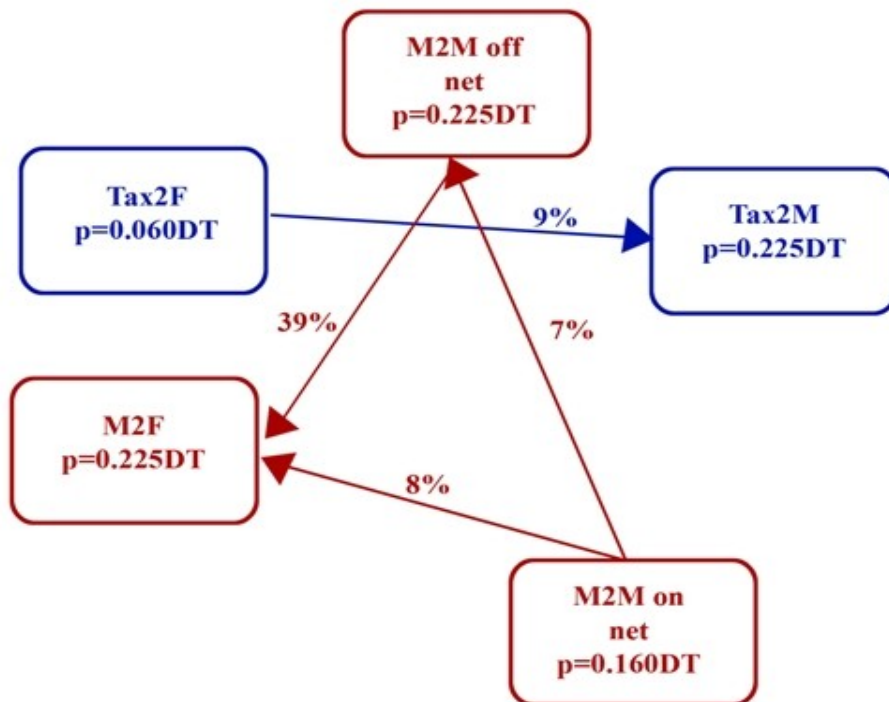 M2M off
net
p=0.225DT
Tax2F
p=0.060DT
9%
Tax2M
p=0.225DT
39%
7%
M2F
p=0.225DT
8%
M2M on
net
p=0.160DT